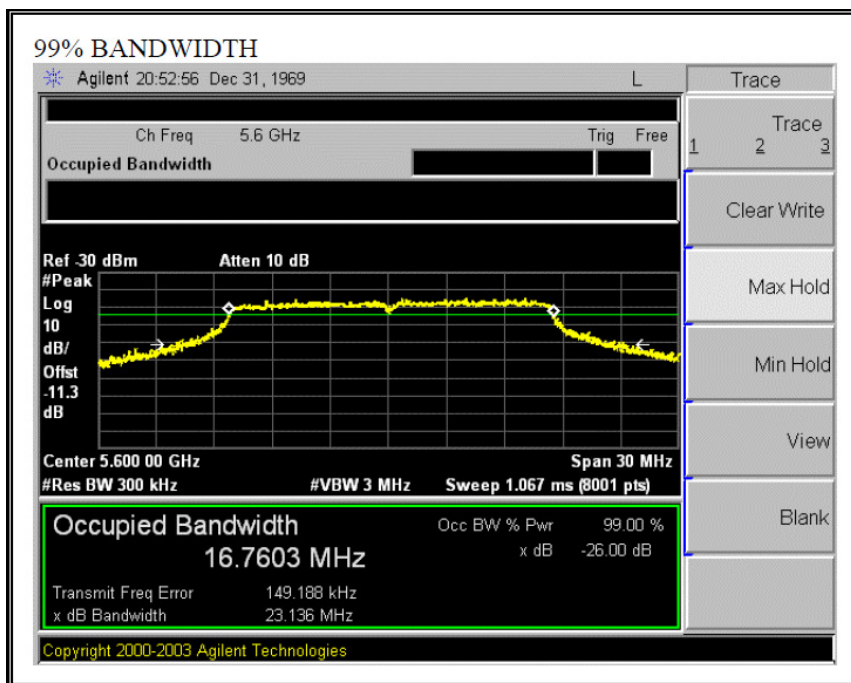 99% BANDWIDTH
Agilent 20:52:56 Dec 31, 1969 L Trace
Ch Freq 5.6 GHz Trig Free
Occupied Bandwidth
Trace
1 2 3
Clear Write
Max Hold
Min Hold
View
Blank
Ref -30 dBm Atten 10 dB
#Peak
Log
10
dB/
Offst
-11.3
dB
Center 5.600 00 GHz Span 30 MHz
#Res BW 300 kHz #VBW 3 MHz Sweep 1.067 ms (8001 pts)
Occupied Bandwidth Occ BW % Pwr 99.00 %
16.7603 MHz x dB -26.00 dB
Transmit Freq Error 149.188 kHz
x dB Bandwidth 23.136 MHz
Copyright 2000-2003 Agilent Technologies